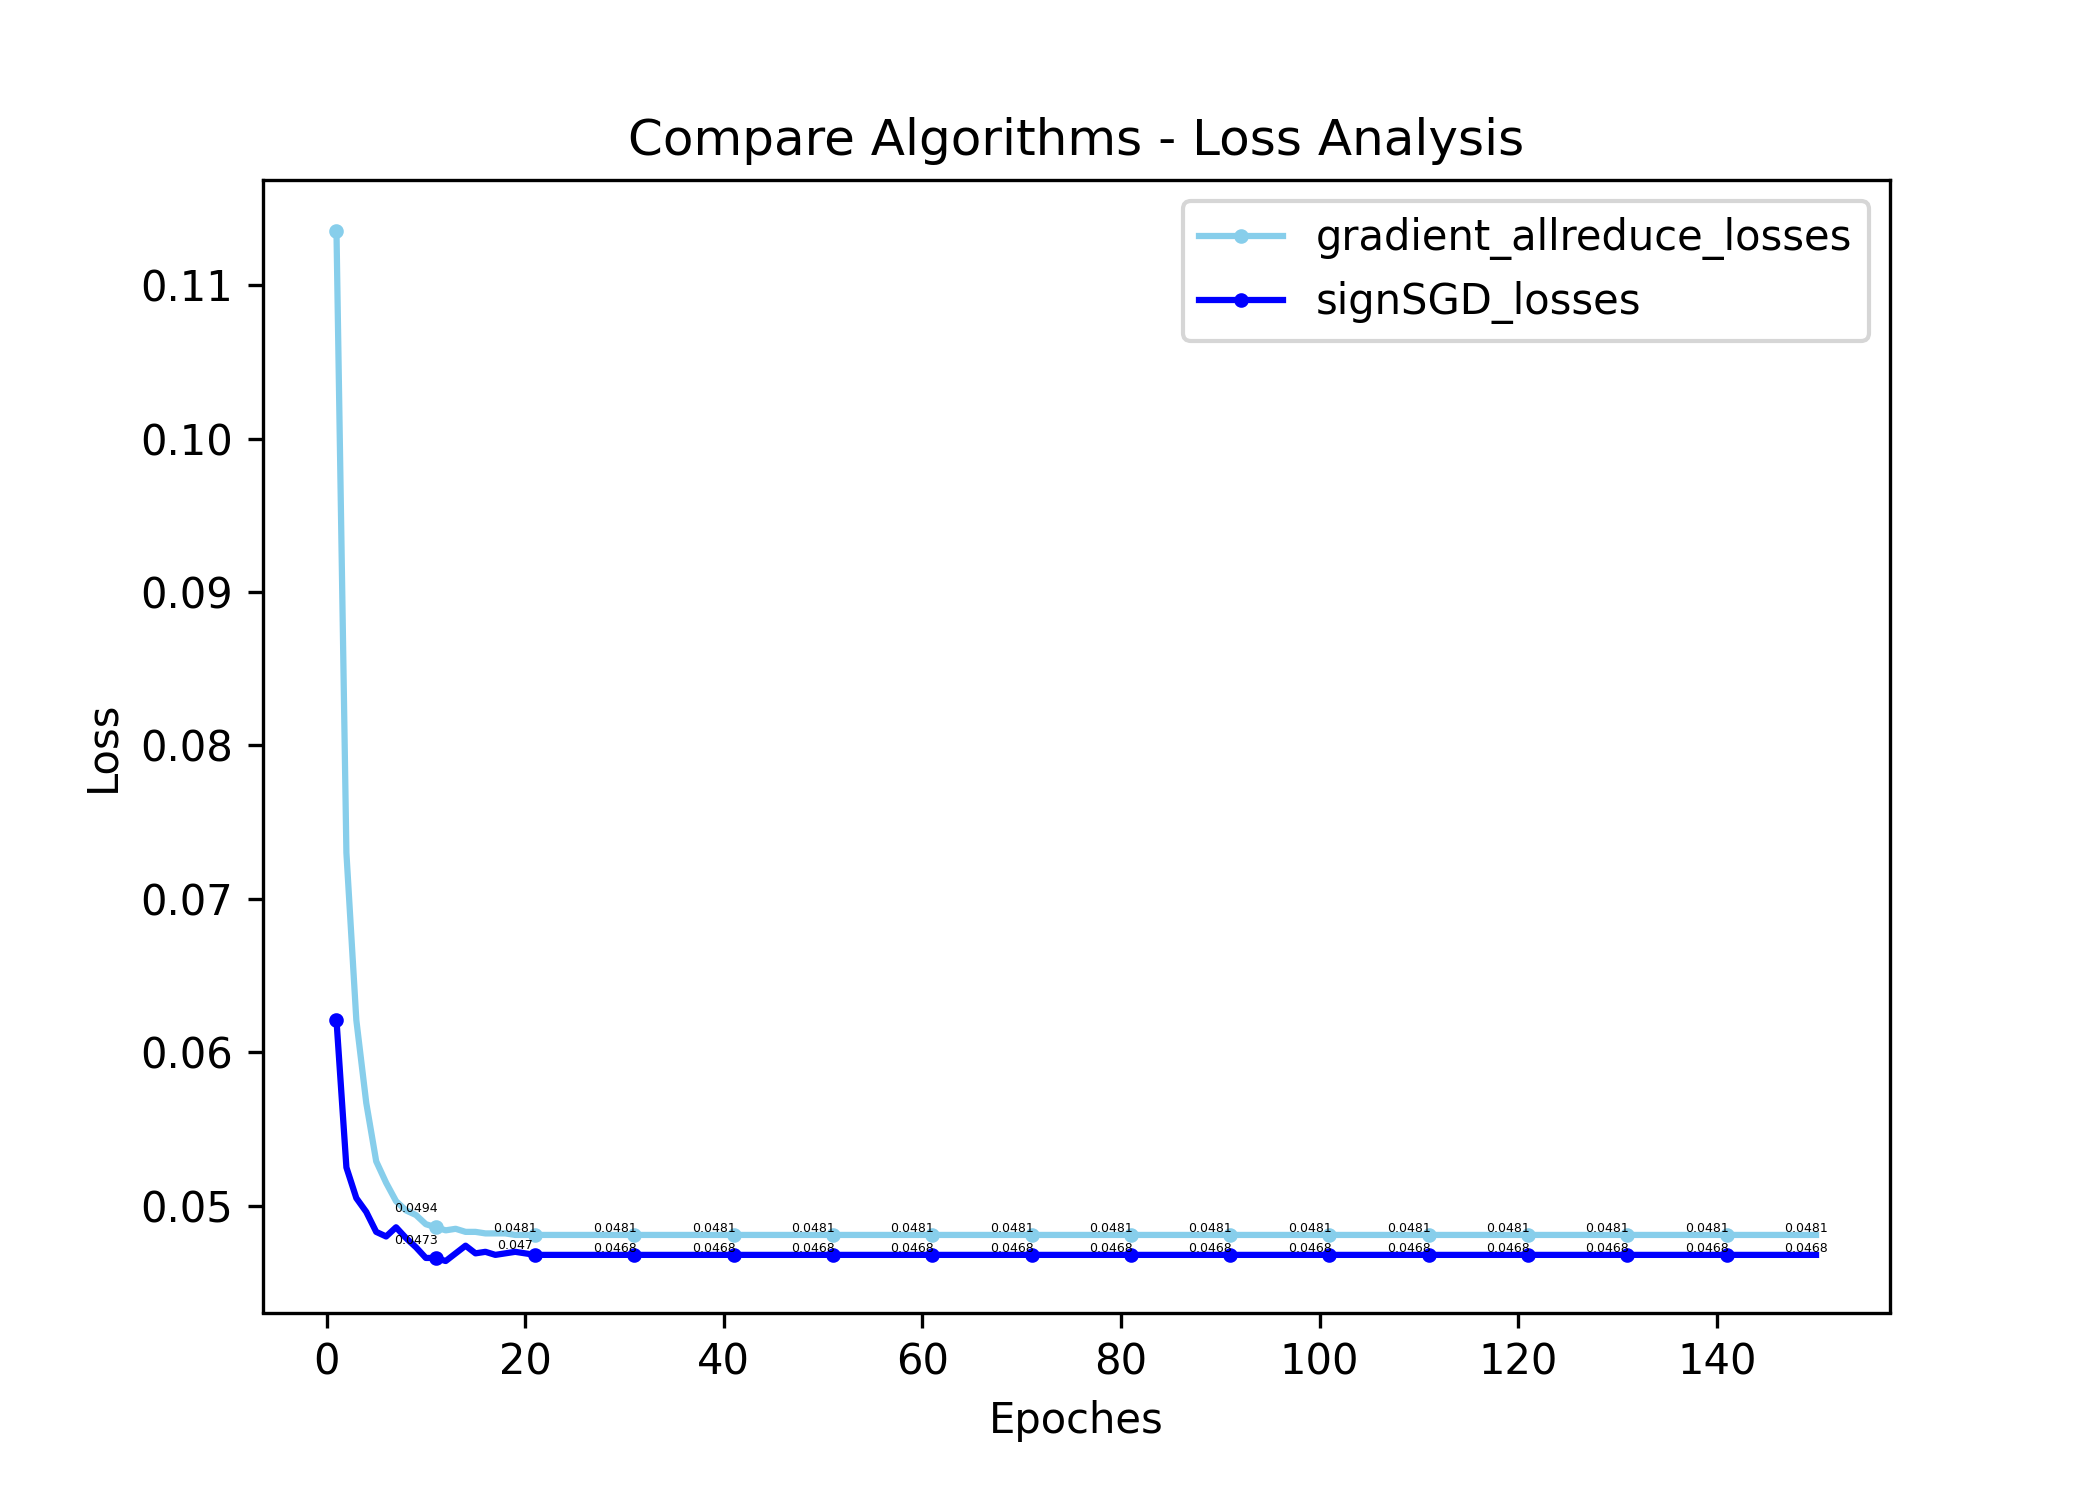 Compare Algorithms - Loss Analysis
gradient_allreduce_losses
signSGD_losses
0.11
0.10
0.09
0.08
0.07
0.06
0.05
Loss
0.0494
0.0481 0.0481 0.0481 0.0481 0.0481 0.0481 0.0481 0.0481 0.0481 0.0481 0.0481 0.0481 0.0481 0.0481
0.0473
0.047 0.0468 0.0468 0.0468 0.0468 0.0468 0.0468 0.0468 0.0468 0.0468 0.0468 0.0468 0.0468 0.0468
0 20 40 60 80 100 120 140
Epoches